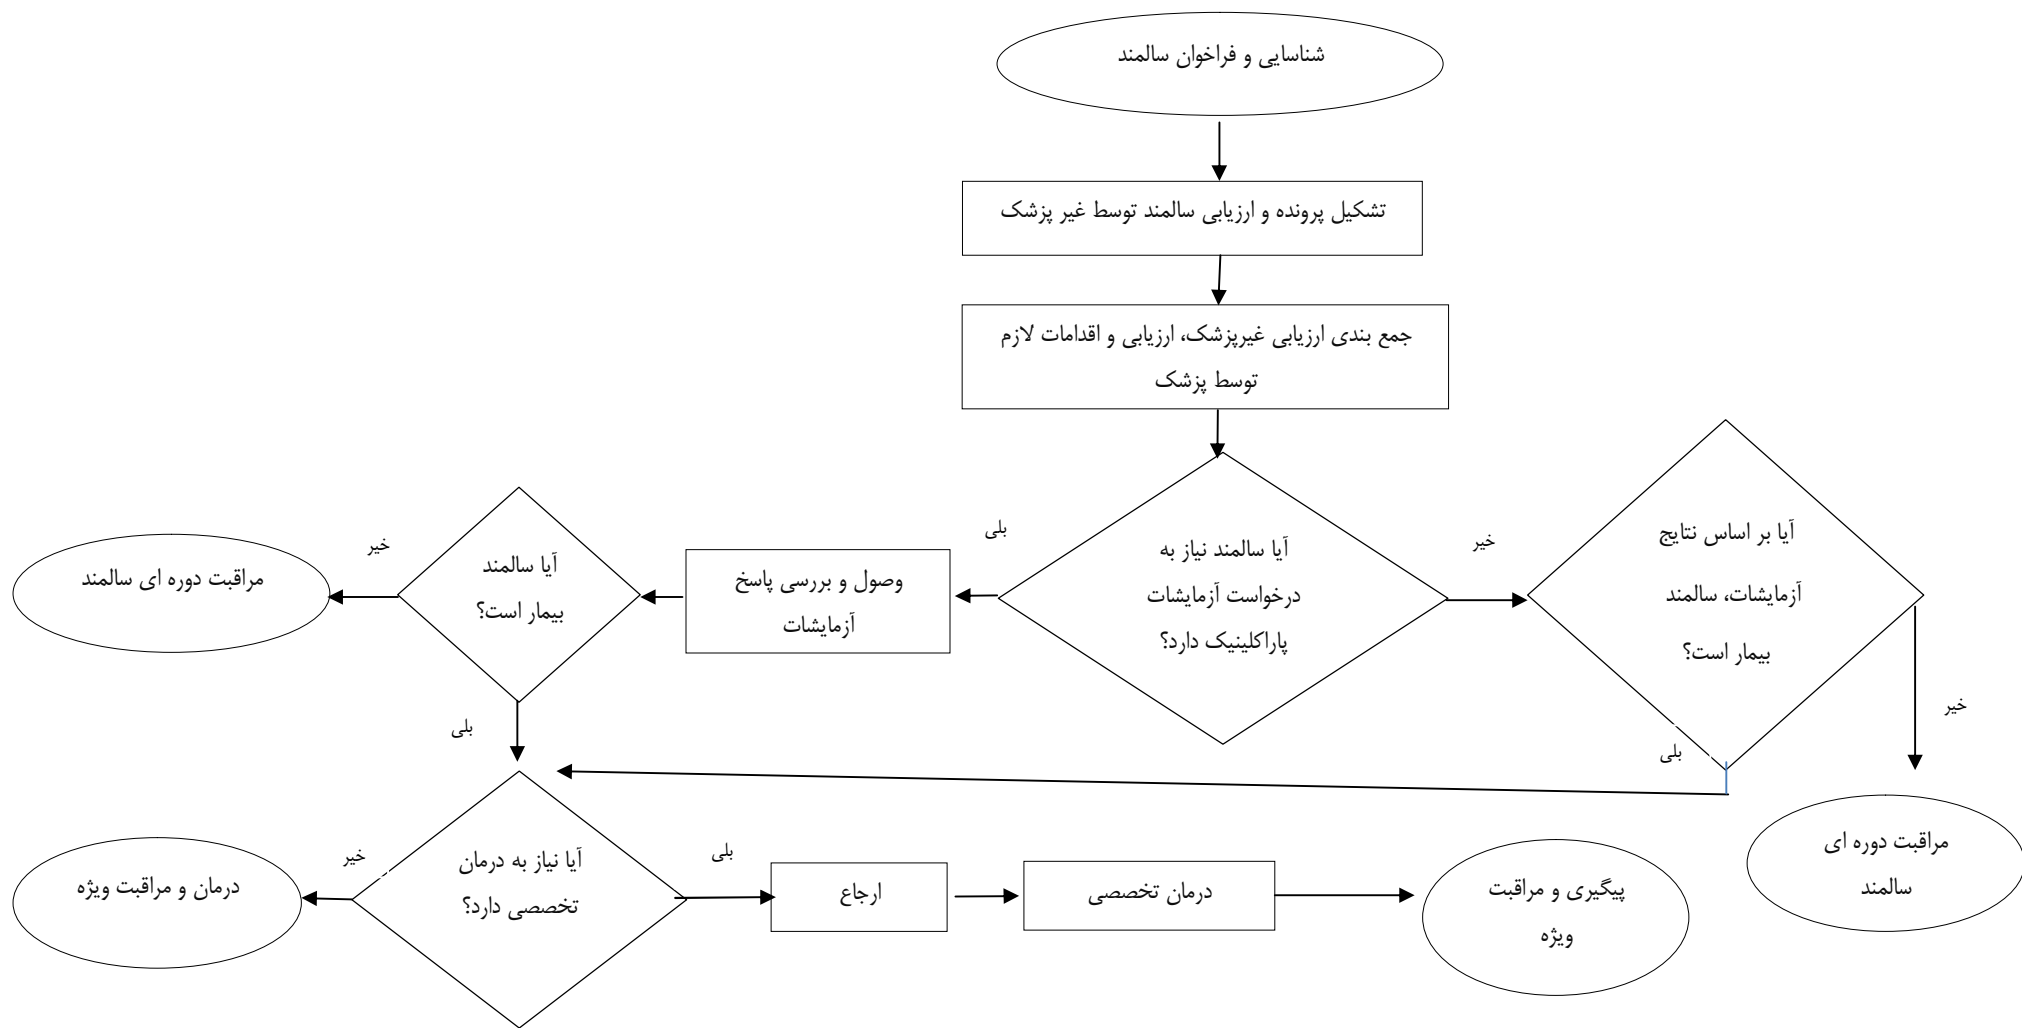 شناسایی و فراخوان سالمند
تشکیل پرونده و ارزیابی سالمند توسط غیر پزشک
جمع بندی ارزیابی غیرپزشک، ارزیابی و اقدامات لازم
توسط پزشک
آیا بر اساس نتایج
آزمایشات، سالمند
بیمار است؟
خیر
آیا سالمند نیاز به
درخواست آزمایشات
پاراکلینیک دارد؟
بلی
وصول و بررسی پاسخ
آزمایشات
آیا سالمند
بیمار است؟
خیر
مراقبت دوره ای سالمند
خیر
بلی
بلی
مراقبت دوره ای
سالمند
پیگیری و مراقبت
ویژه
درمان تخصصی
ارجاع
بلی
آیا نیاز به درمان
تخصصی دارد؟
خیر
درمان و مراقبت ویژه